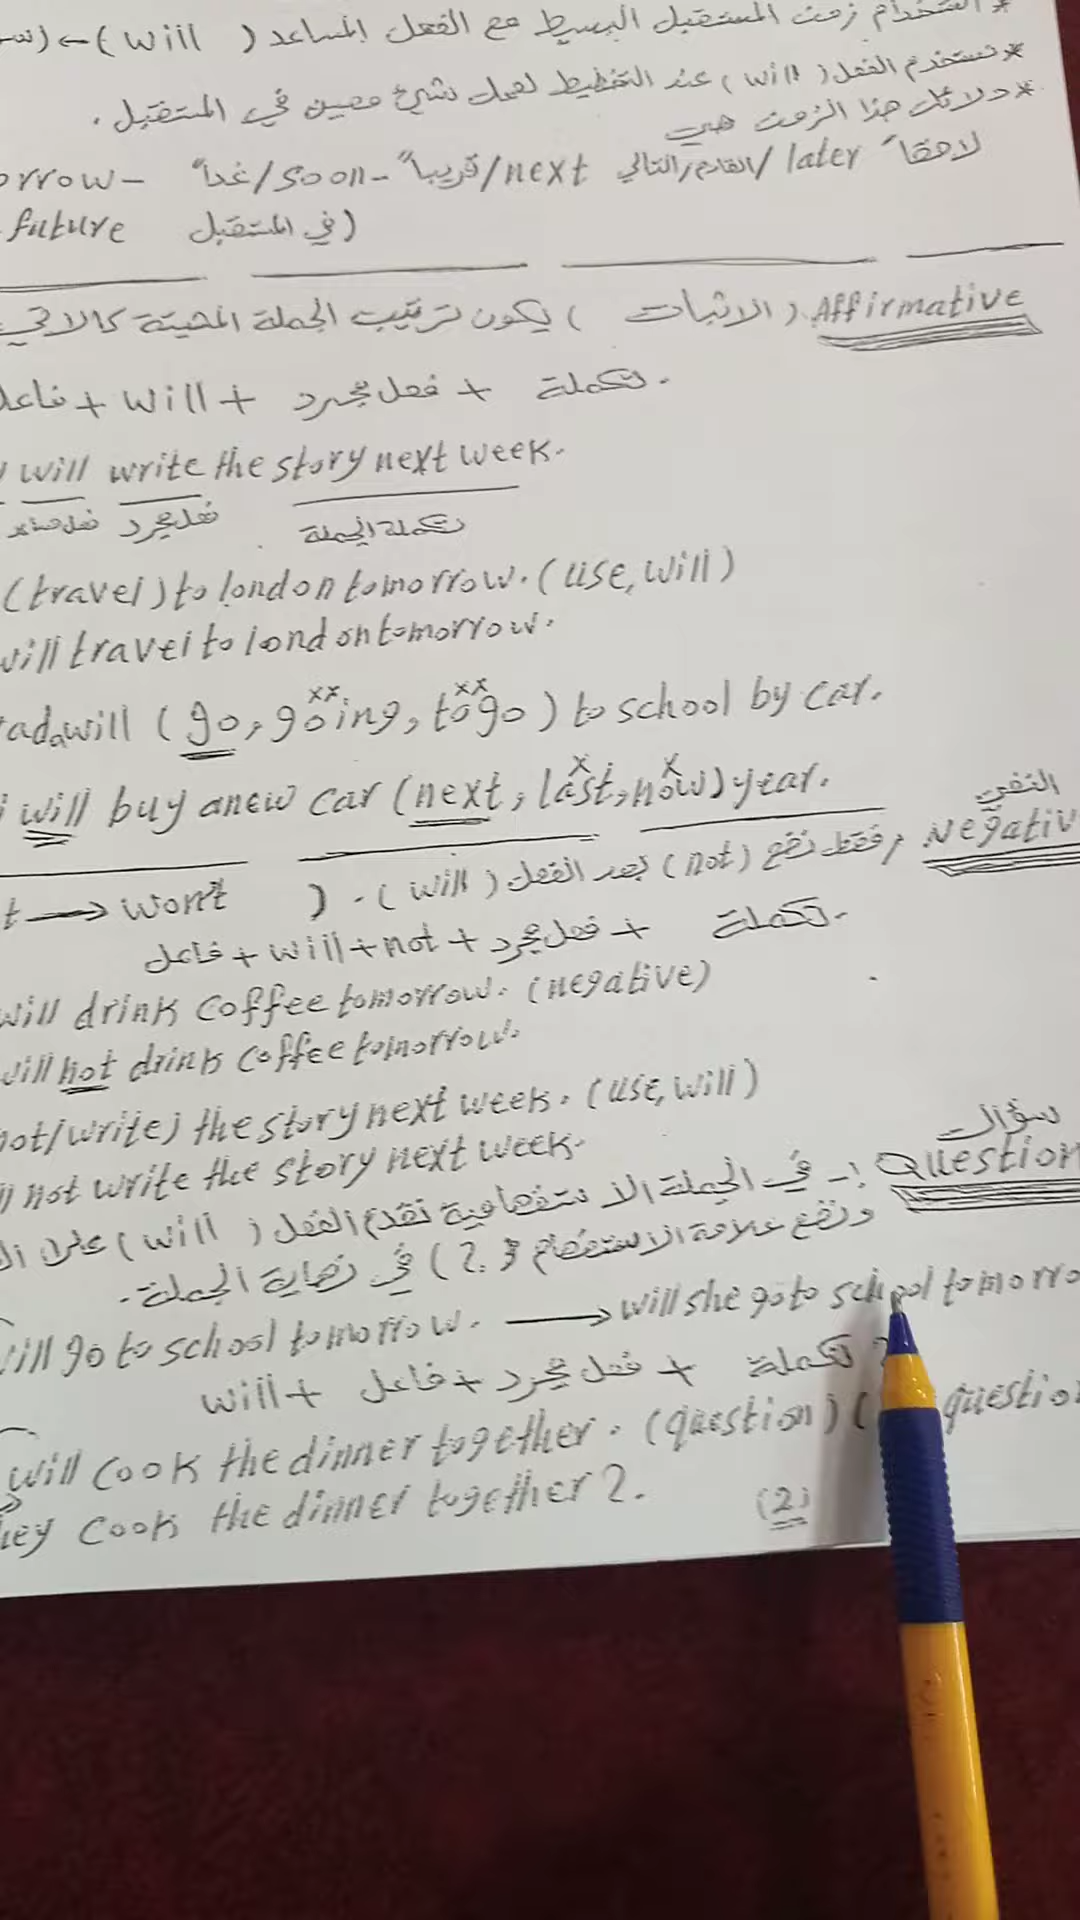 * استخدام زمن المستقبل البسيط مع الفعل المساعد ( will ) ←
* نستخدم الفعل ( will ) عند التخطيط لعمل شيء معين في المستقبل .
* دلائل هذا الزمن هي
orrow - غداً / soon - قريباً / next القادم/التالي / later لاحقاً
future في المستقبل )
Affirmative ( الاثبات ) يكون ترتيب الجملة المثبتة كالاتي
فاعل + will + فعل مجرد + تكملة .
will write the story next week.
فعل مساعد فعل مجرد تكملة الجملة
(travel) to london tomorrow. (use, will)
will travel to london tomorrow.
will (go, going, to go) to school by car.
will buy a new car (next, last, now) year.
النفي
Negativ فقط نضع (not) بعد الفعل ( will ) . (
t → won't
فاعل + will + not + فعل مجرد + تكملة .
will drink coffee tomorrow. (negative)
will not drink coffee tomorrow.
not/write) the story next week. (use, will)
ll not write the story next week.
سؤال
Question :- في الجملة الاستفهامية نقدم الفعل ( will ) على
ونضع علامة الاستفهام ( ? ) في نهاية الجملة .
will go to school tomorrow. → will she go to school tomorro
will + فاعل + فعل مجرد + تكملة ?
will cook the dinner together. (question) ( questio
hey cook the dinner together ?.
(2)